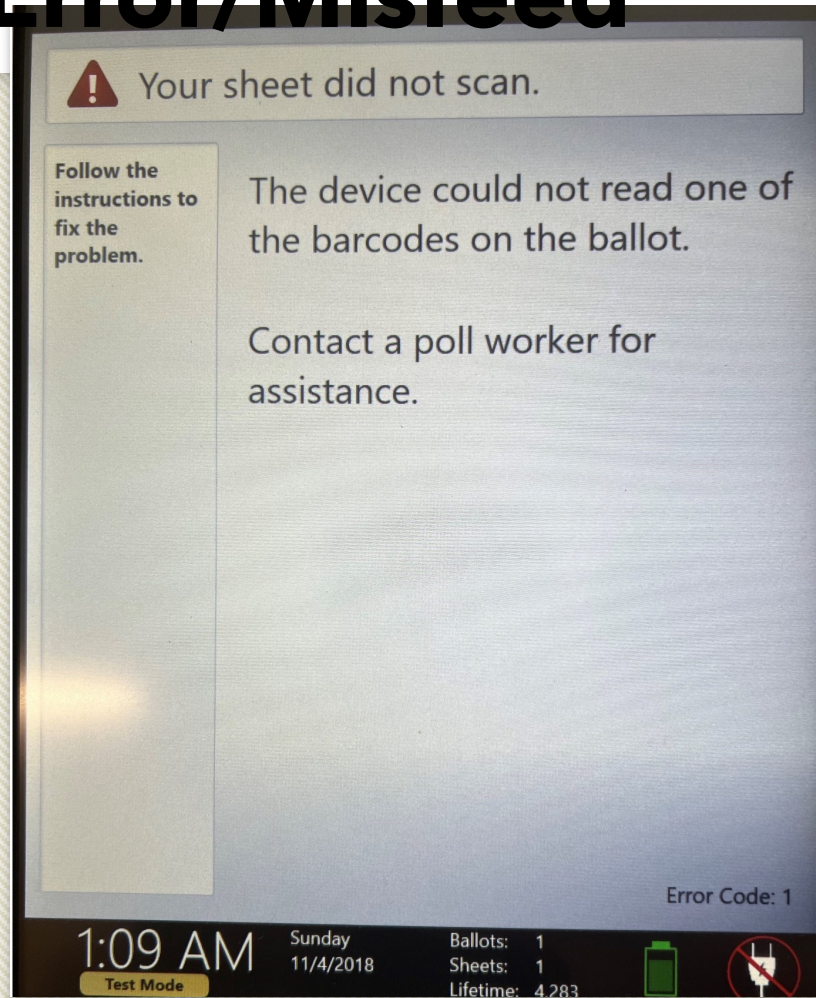 Error/Misfeed
Your sheet did not scan.
Follow the
instructions to
fix the
problem.
The device could not read one of
the barcodes on the ballot.
Contact a poll worker for
assistance.
Error Code: 1
1:09 AM
Test Mode
Sunday
11/4/2018
Ballots: 1
Sheets: 1
Lifetime: 4,283